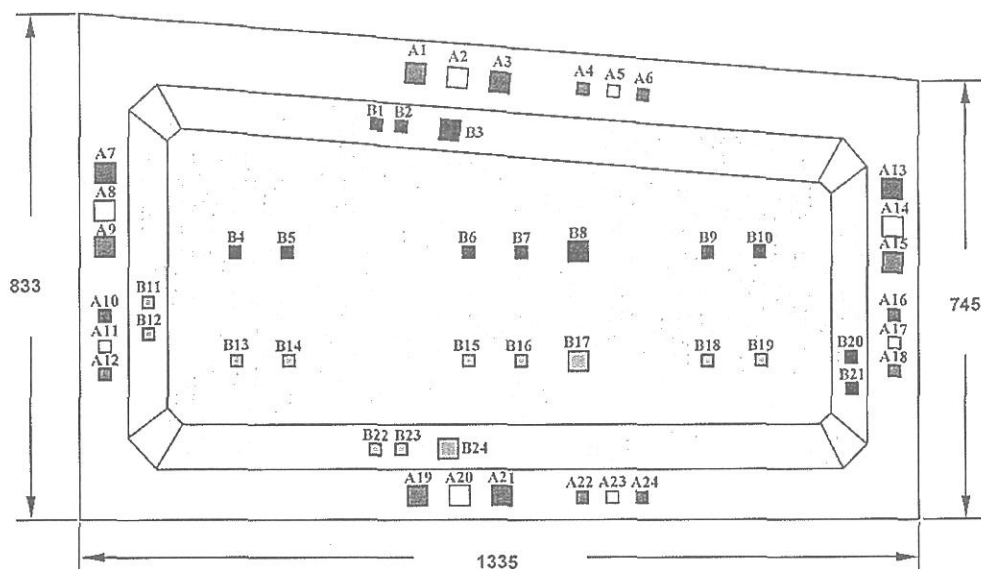 A1 A2 A3 A4 A5 A6
B1 B2 B3
A7 A13
A8 A14
A9 B4 B5 B6 B7 B8 B9 B10 A15
833 745
A10 B11 A16
A11 B12 A17
A12 B13 B14 B15 B16 B17 B18 B19 B20 A18
B21
B22 B23 B24
A19 A20 A21 A22 A23 A24
1335